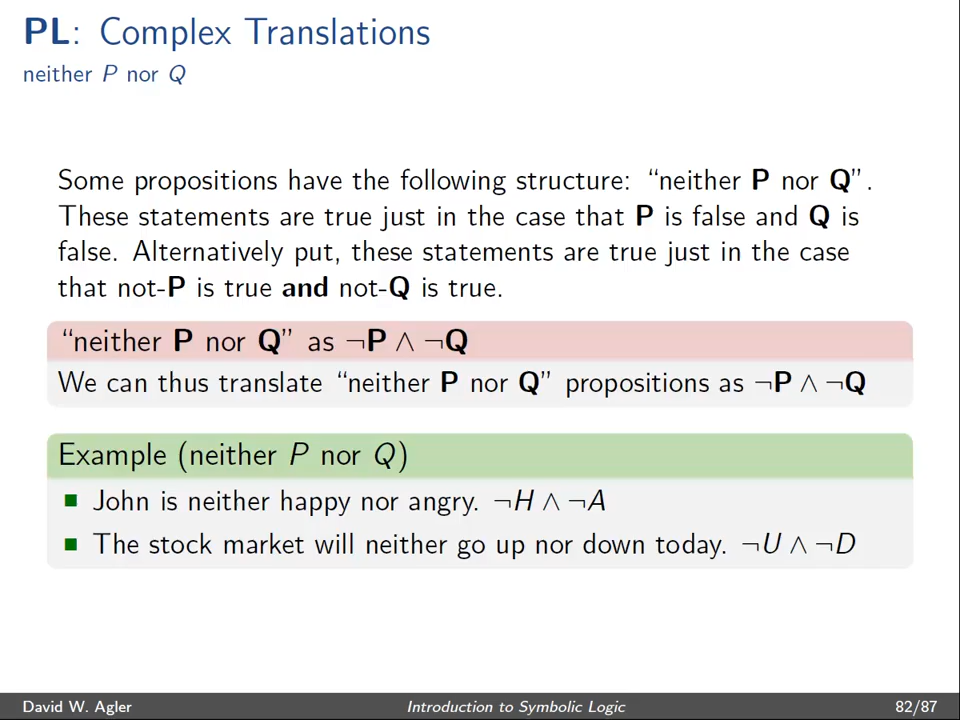 PL: Complex Translations
neither P nor Q
Some propositions have the following structure: “neither P nor Q”.
These statements are true just in the case that P is false and Q is
false. Alternatively put, these statements are true just in the case
that not-P is true and not-Q is true.
“neither P nor Q” as ¬P ∧ ¬Q
We can thus translate “neither P nor Q” propositions as ¬P ∧ ¬Q
Example (neither P nor Q)
John is neither happy nor angry. ¬H ∧ ¬A
The stock market will neither go up nor down today. ¬U ∧ ¬D
David W. Agler Introduction to Symbolic Logic 82/87